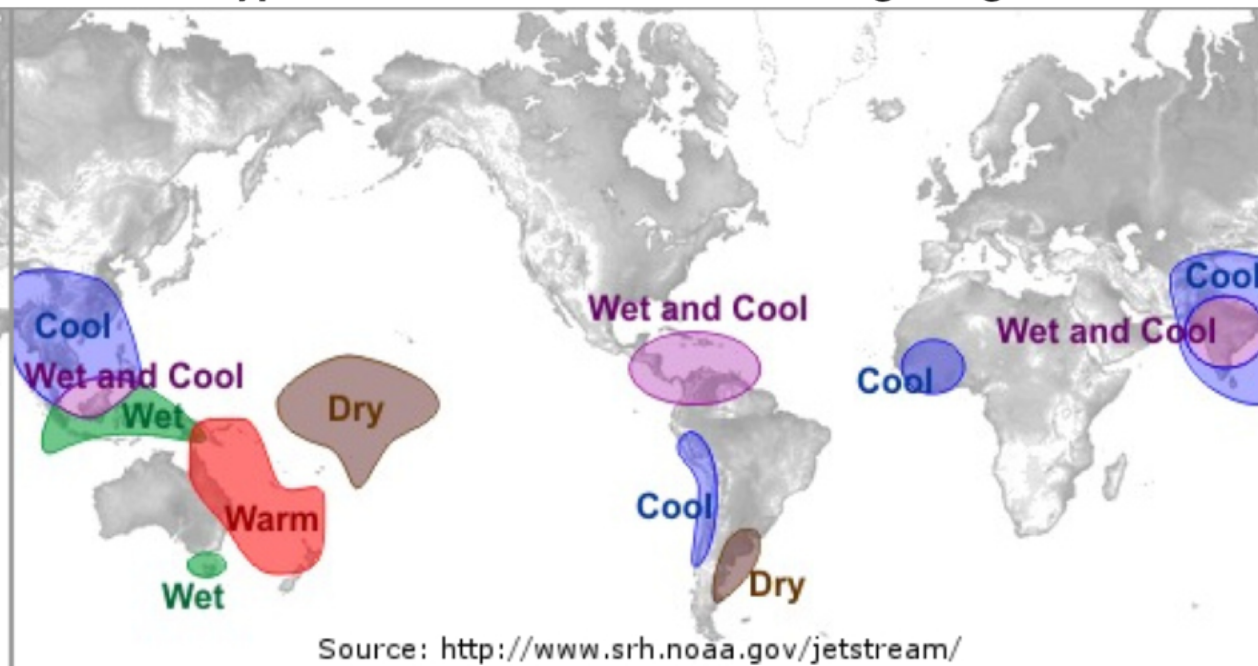 Cool
Wet and Cool
Wet
Dry
Warm
Wet
Wet and Cool
Cool
Dry
Cool
Wet and Cool
Cool
Source: http://www.srh.noaa.gov/jetstream/